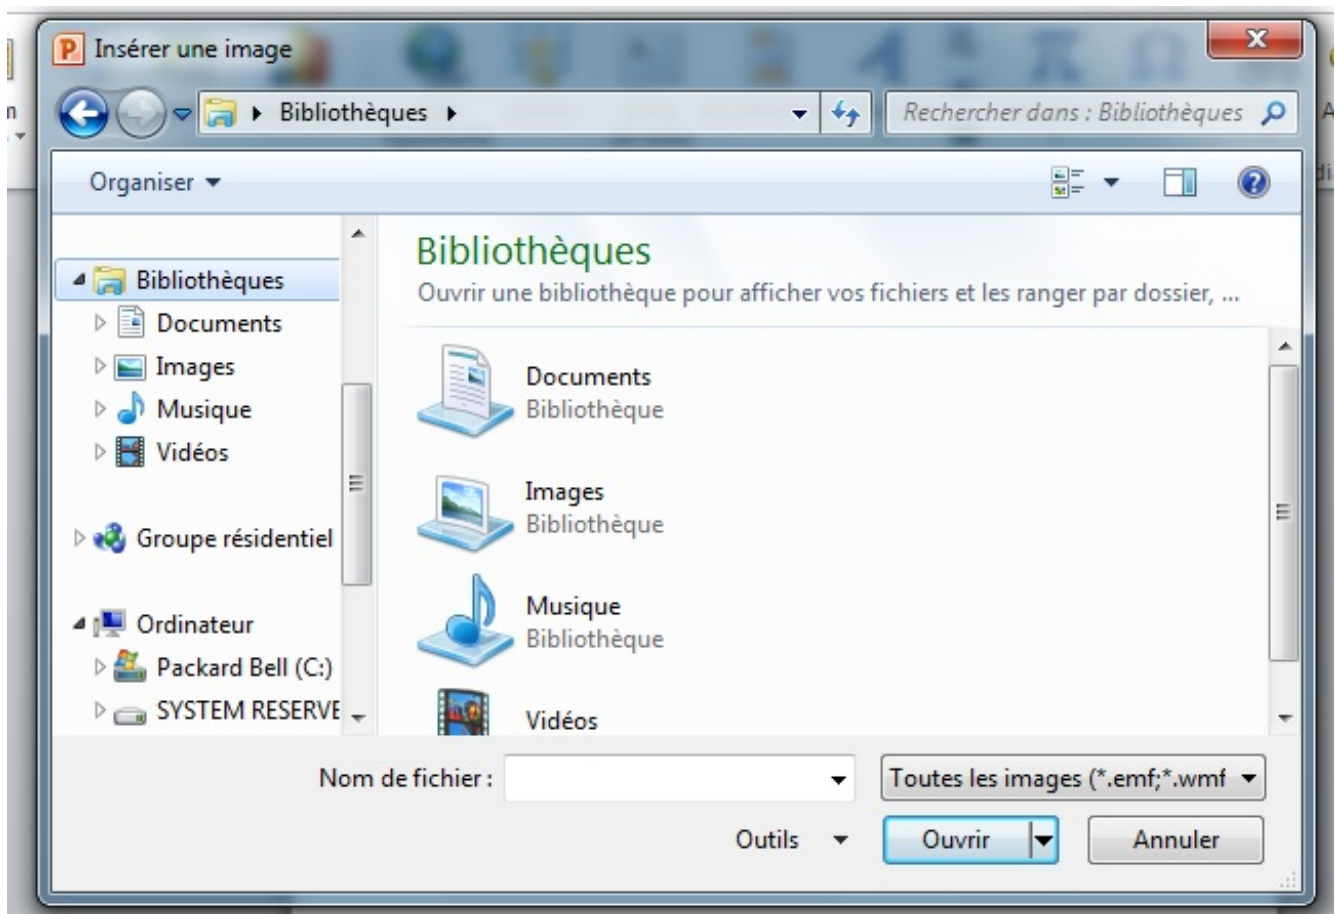 Insérer une image
Bibliothèques
Rechercher dans : Bibliothèques
Organiser
Bibliothèques
Documents
Images
Musique
Vidéos
Groupe résidentiel
Ordinateur
Packard Bell (C:)
SYSTEM RESERVE
Bibliothèques
Ouvrir une bibliothèque pour afficher vos fichiers et les ranger par dossier, ...
Documents
Bibliothèque
Images
Bibliothèque
Musique
Bibliothèque
Vidéos
Nom de fichier :
Toutes les images (*.emf;*.wmf
Outils
Ouvrir
Annuler